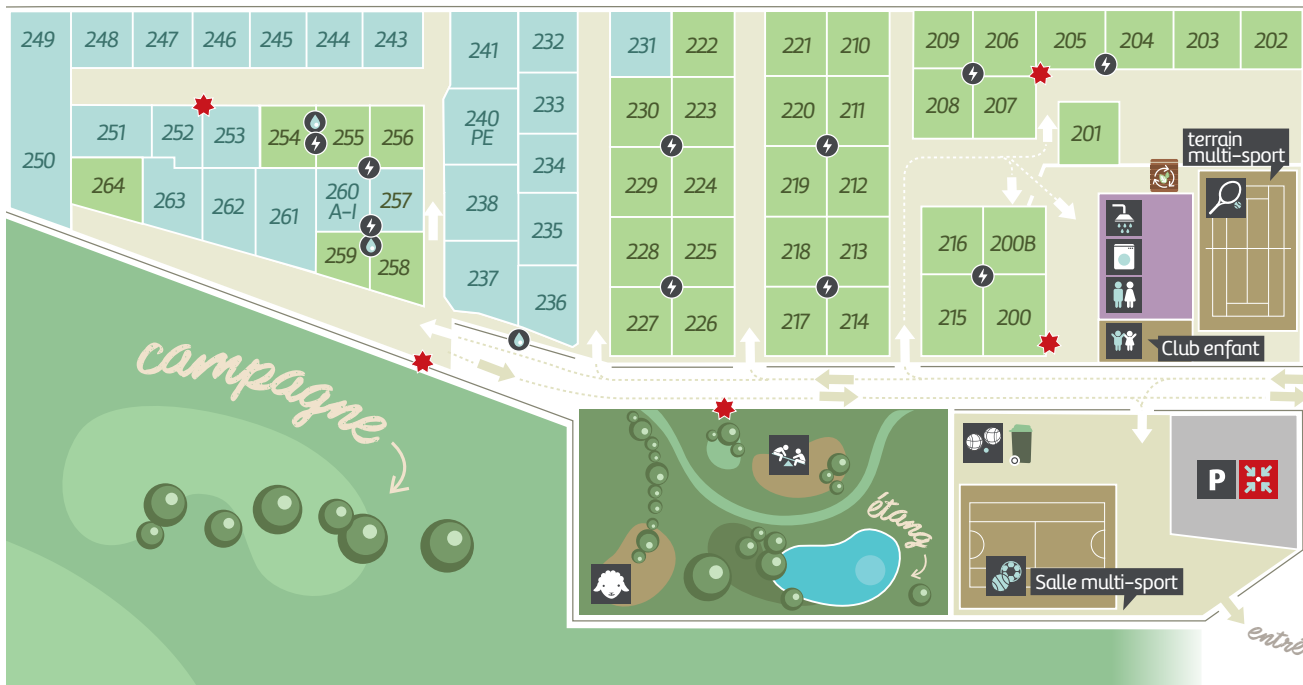 249 248 247 246 245 244 243
250
251 252 253 254 255 256
264 263 262 261 260 A-I 257
259 258
241 232
240 PE 233
234
238 235
237 236
231 222
230 223
229 224
228 225
227 226
221 210
220 211
219 212
218 213
217 214
209 206 205 204 203 202
208 207
201
216 200B
215 200
terrain
multi-sport
Club enfant
campagne
étang
P
Salle multi-sport
entré